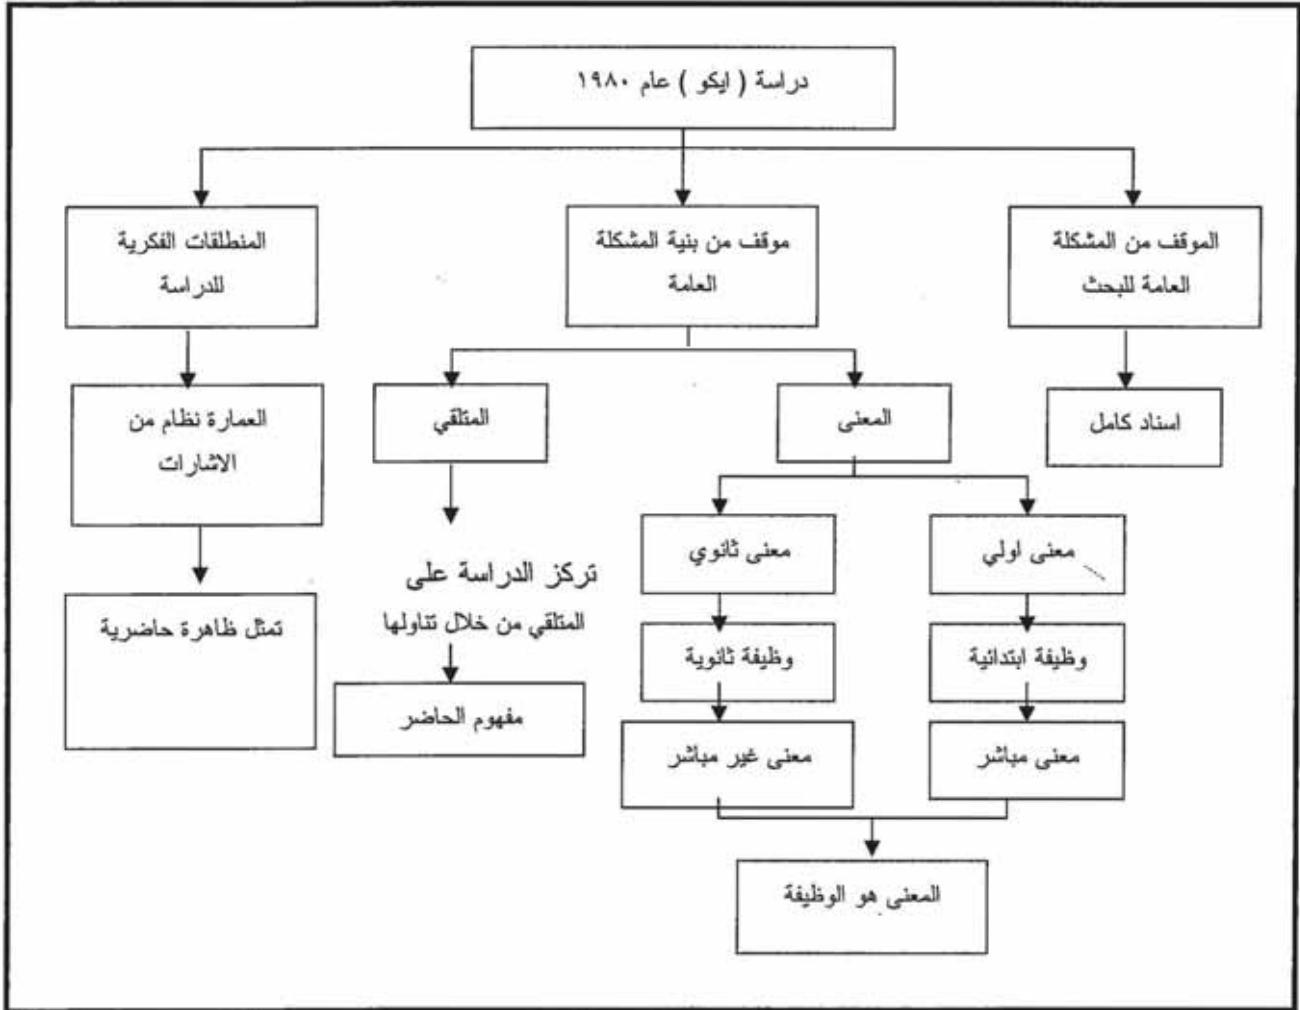 دراسة ( ايكو ) عام ١٩٨٠
الموقف من المشكلة
العامة للبحث
موقف من بنية المشكلة
العامة
المنطلقات الفكرية
للدراسة
اسناد كامل
المعنى
المتلقي
العمارة نظام من
الاشارات
معنى اولي
معنى ثانوي
تركز الدراسة على
المتلقي من خلال تناولها
تمثل ظاهرة حاضرية
وظيفة ابتدائية
وظيفة ثانوية
مفهوم الحاضر
معنى مباشر
معنى غير مباشر
المعنى هو الوظيفة